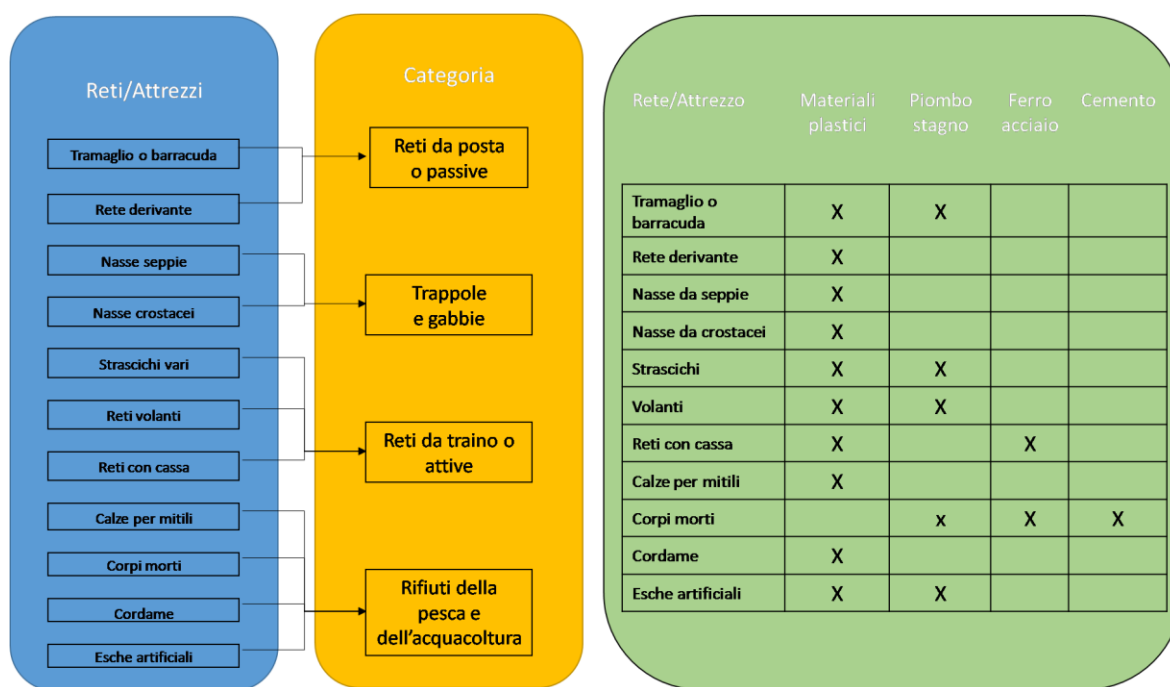 Reti/Attrezzi
Tramaglio o barracuda
Rete derivante
Nasse seppie
Nasse crostacei
Strascichi vari
Reti volanti
Reti con cassa
Calze per mitili
Corpi morti
Cordame
Esche artificiali
Categoria
Reti da posta
o passive
Trappole
e gabbie
Reti da traino o
attive
Rifiuti della
pesca e
dell'acquacoltura
Rete/Attrezzo Materiali Piombo Ferro Cemento
plastici stagno acciaio
Tramaglio o
barracuda X X
Rete derivante X
Nasse da seppie X
Nasse da crostacei X
Strascichi X X
Volanti X X
Reti con cassa X X
Calze per mitili X
Corpi morti x X X
Cordame X
Esche artificiali X X